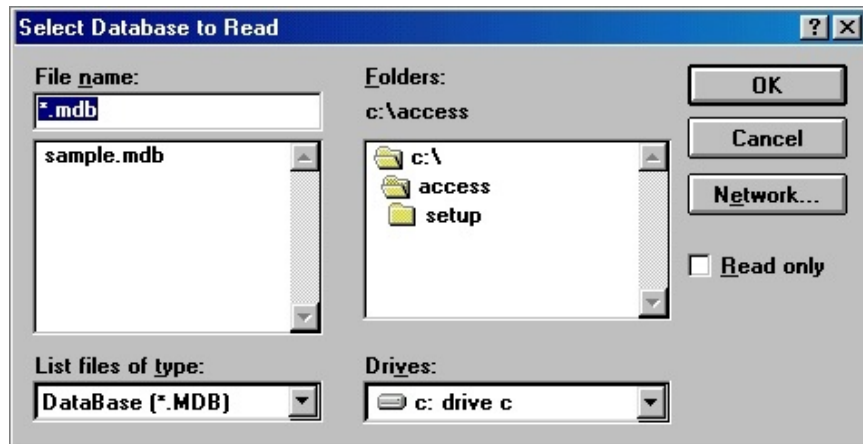 Select Database to Read
File name:
*.mdb
sample.mdb
Folders:
c:\access
c:\
access
setup
OK
Cancel
Network...
Read only
List files of type:
DataBase (*.MDB)
Drives:
c: drive c